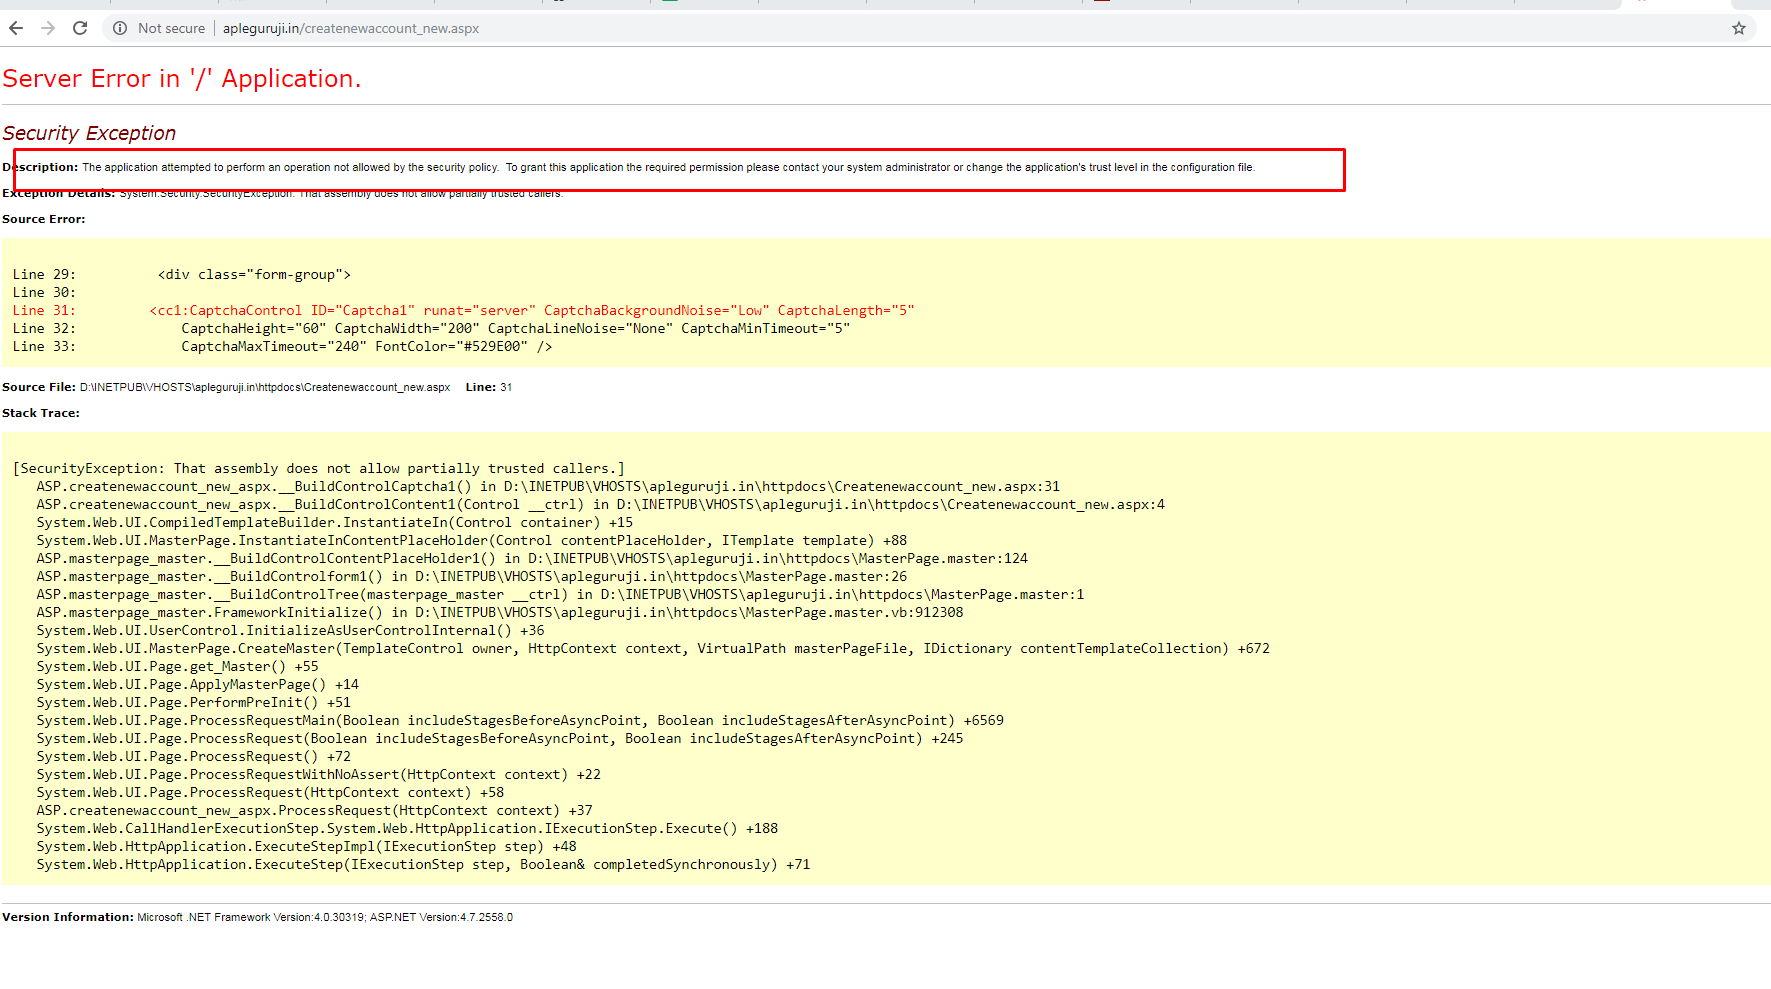 Not secure | apleguruji.in/createnewaccount_new.aspx
Server Error in '/' Application.
Security Exception
Description: The application attempted to perform an operation not allowed by the security policy.  To grant this application the required permission please contact your system administrator or change the application's trust level in the configuration file.
Exception Details: System.Security.SecurityException: That assembly does not allow partially trusted callers.
Source Error:
Line 29:          <div class="form-group">
Line 30:
Line 31:         <cc1:CaptchaControl ID="Captcha1" runat="server" CaptchaBackgroundNoise="Low" CaptchaLength="5"
Line 32:             CaptchaHeight="60" CaptchaWidth="200" CaptchaLineNoise="None" CaptchaMinTimeout="5"
Line 33:             CaptchaMaxTimeout="240" FontColor="#529E00" />
Source File: D:\INETPUB\VHOSTS\apleguruji.in\httpdocs\Createnewaccount_new.aspx    Line: 31
Stack Trace:
[SecurityException: That assembly does not allow partially trusted callers.]
   ASP.createnewaccount_new_aspx.__BuildControlCaptcha1() in D:\INETPUB\VHOSTS\apleguruji.in\httpdocs\Createnewaccount_new.aspx:31
   ASP.createnewaccount_new_aspx.__BuildControlContent1(Control __ctrl) in D:\INETPUB\VHOSTS\apleguruji.in\httpdocs\Createnewaccount_new.aspx:4
   System.Web.UI.CompiledTemplateBuilder.InstantiateIn(Control container) +15
   System.Web.UI.MasterPage.InstantiateInContentPlaceHolder(Control contentPlaceHolder, ITemplate template) +88
   ASP.masterpage_master.__BuildControlContentPlaceHolder1() in D:\INETPUB\VHOSTS\apleguruji.in\httpdocs\MasterPage.master:124
   ASP.masterpage_master.__BuildControlform1() in D:\INETPUB\VHOSTS\apleguruji.in\httpdocs\MasterPage.master:26
   ASP.masterpage_master.__BuildControlTree(masterpage_master __ctrl) in D:\INETPUB\VHOSTS\apleguruji.in\httpdocs\MasterPage.master:1
   ASP.masterpage_master.FrameworkInitialize() in D:\INETPUB\VHOSTS\apleguruji.in\httpdocs\MasterPage.master.vb:912308
   System.Web.UI.UserControl.InitializeAsUserControlInternal() +36
   System.Web.UI.MasterPage.CreateMaster(TemplateControl owner, HttpContext context, VirtualPath masterPageFile, IDictionary contentTemplateCollection) +672
   System.Web.UI.Page.get_Master() +55
   System.Web.UI.Page.ApplyMasterPage() +14
   System.Web.UI.Page.PerformPreInit() +51
   System.Web.UI.Page.ProcessRequestMain(Boolean includeStagesBeforeAsyncPoint, Boolean includeStagesAfterAsyncPoint) +6569
   System.Web.UI.Page.ProcessRequest(Boolean includeStagesBeforeAsyncPoint, Boolean includeStagesAfterAsyncPoint) +245
   System.Web.UI.Page.ProcessRequest() +72
   System.Web.UI.Page.ProcessRequestWithNoAssert(HttpContext context) +22
   System.Web.UI.Page.ProcessRequest(HttpContext context) +58
   ASP.createnewaccount_new_aspx.ProcessRequest(HttpContext context) +37
   System.Web.CallHandlerExecutionStep.System.Web.HttpApplication.IExecutionStep.Execute() +188
   System.Web.HttpApplication.ExecuteStepImpl(IExecutionStep step) +48
   System.Web.HttpApplication.ExecuteStep(IExecutionStep step, Boolean& completedSynchronously) +71
Version Information: Microsoft .NET Framework Version:4.0.30319; ASP.NET Version:4.7.2558.0